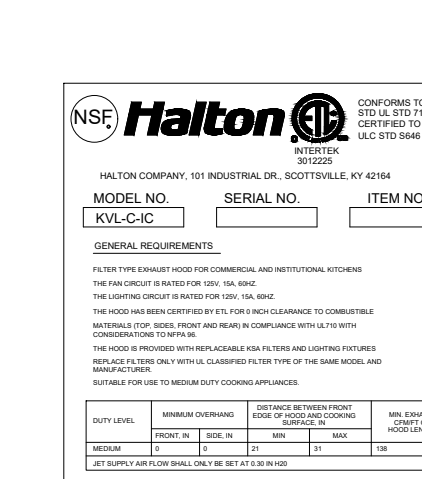 NSF
Halton
ETL
CONFORMS TO
STD UL STD 71
CERTIFIED TO
ULC STD S646
INTERTEK
3012225
HALTON COMPANY, 101 INDUSTRIAL DR., SCOTTSVILLE, KY 42164
MODEL NO. SERIAL NO. ITEM NO
KVL-C-IC
GENERAL REQUIREMENTS
FILTER TYPE EXHAUST HOOD FOR COMMERCIAL AND INSTITUTIONAL KITCHENS
THE FAN CIRCUIT IS RATED FOR 125V, 15A, 60HZ.
THE LIGHTING CIRCUIT IS RATED FOR 125V, 15A, 60HZ.
THE HOOD HAS BEEN CERTIFIED BY ETL FOR 0 INCH CLEARANCE TO COMBUSTIBLE
MATERIALS (TOP, SIDES, FRONT AND REAR) IN COMPLIANCE WITH UL710 WITH
CONSIDERATIONS TO NFPA 96.
THE HOOD IS PROVIDED WITH REPLACEABLE KSA FILTERS AND LIGHTING FIXTURES
REPLACE FILTERS ONLY WITH UL CLASSIFIED FILTER TYPE OF THE SAME MODEL AND
MANUFACTURER.
SUITABLE FOR USE TO MEDIUM DUTY COOKING APPLIANCES.
DUTY LEVEL
MINIMUM OVERHANG
DISTANCE BETWEEN FRONT
EDGE OF HOOD AND COOKING
SURFACE, IN
MIN. EXHA
CFM/FT
HOOD LEN
FRONT, IN SIDE, IN MIN MAX
MEDIUM 0 0 21 31 138
JET SUPPLY AIR FLOW SHALL ONLY BE SET AT 0.30 IN H20